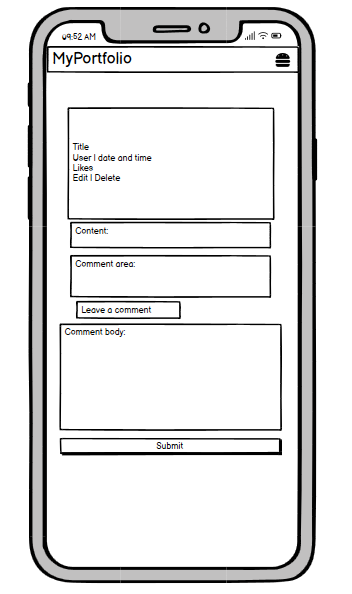 09:52 AM
MyPortfolio
Title
User | date and time
Likes
Edit | Delete
Content:
Comment area:
Leave a comment
Comment body:
Submit